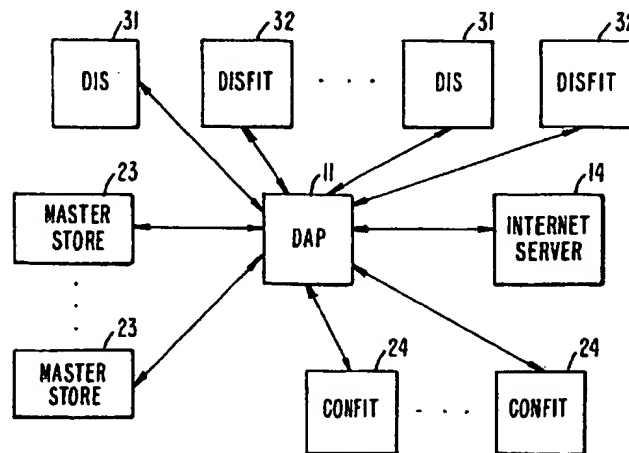 31 32 31 32
DIS DISFIT . . . DIS DISFIT
23 11 14
MASTER STORE DAP INTERNET SERVER
23 24 24
MASTER STORE CONFIT . . . CONFIT